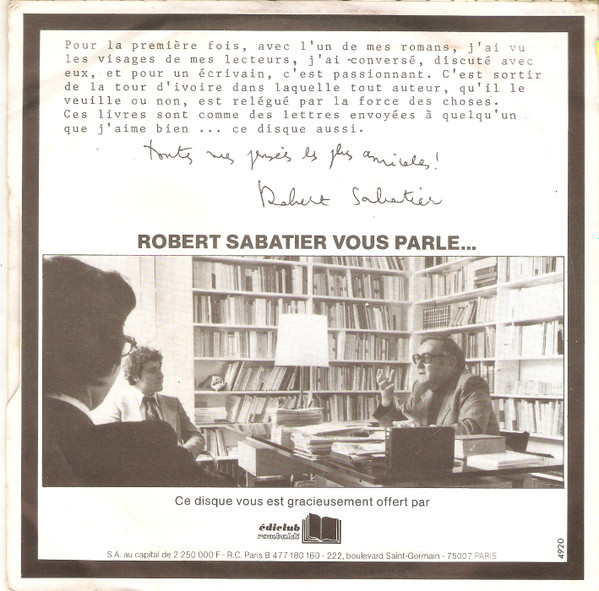 Pour la première fois, avec l'un de mes romans, j'ai vu
les visages de mes lecteurs, j'ai conversé, discuté avec
eux, et pour un écrivain, c'est passionnant. C'est sortir
de la tour d'ivoire dans laquelle tout auteur, qu'il le
veuille ou non, est relégué par la force des choses.
Ces livres sont comme des lettres envoyées à quelqu'un
que j'aime bien ... ce disque aussi.
toutes mes pensées les plus amicales!
Robert Sabatier
ROBERT SABATIER VOUS PARLE...
Ce disque vous est gracieusement offert par
édiclub
rombaldi
S.A. au capital de 2 250 000 F - R.C. Paris B 477 180 160 - 222, boulevard Saint-Germain - 75007 PARIS
4920